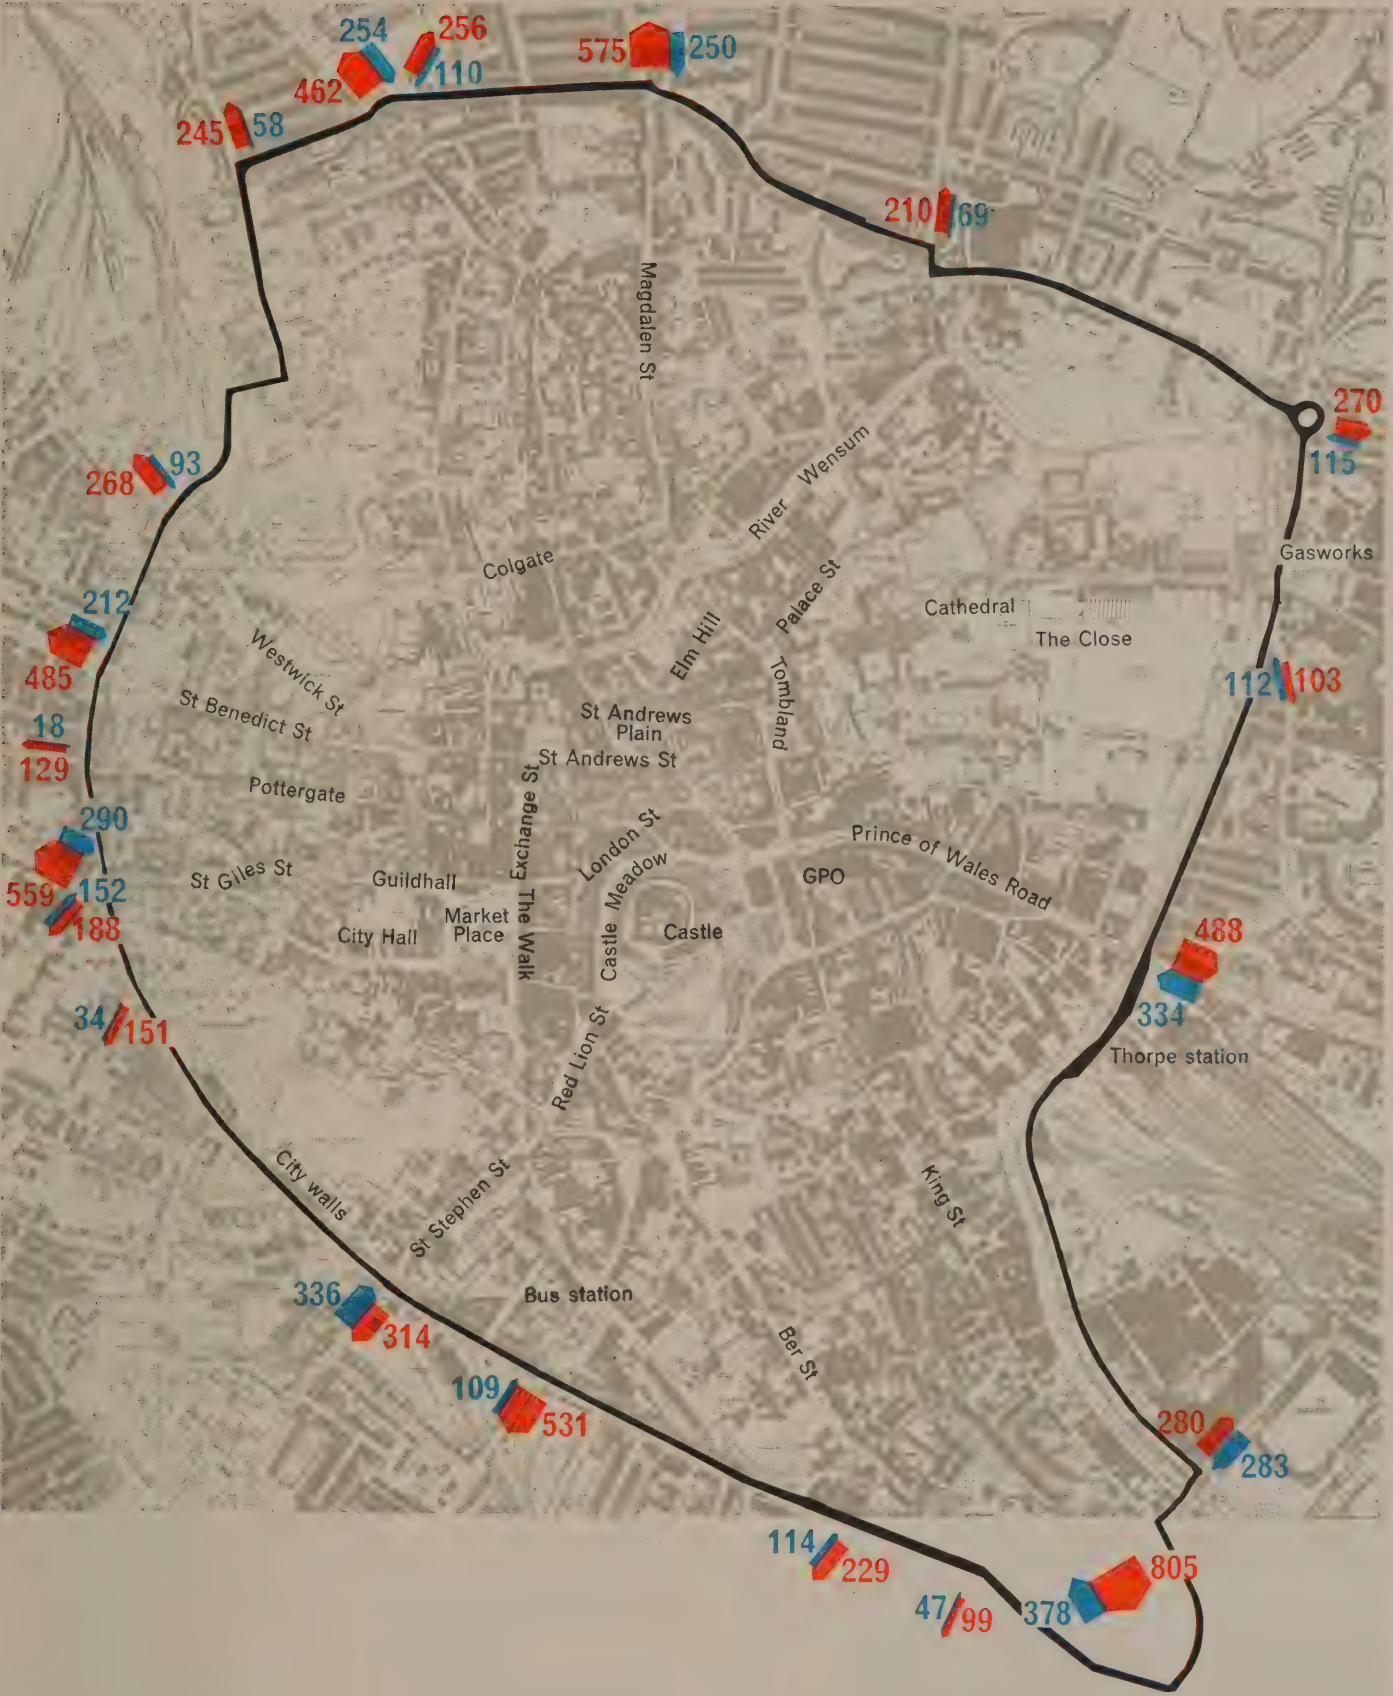 254
256
575
250
462
110
245
58
210
69
Magdalen St
270
115
268
93
River Wensum
Gasworks
Colgate
Palace St
212
485
Cathedral
The Close
Elm Hill
Westwick St
Tombland
112
103
St Benedict St
St Andrews
Plain
18
129
St Andrews St
Pottergate
Exchange St
London St
290
559
Prince of Wales Road
St Giles St
Guildhall
Castle Meadow
GPO
152
188
Market
Place
City Hall
The Walk
Castle
488
334
34
151
Red Lion St
Thorpe station
City walls
St Stephen St
King St
336
314
Bus station
Ber St
109
531
280
283
114
229
805
378
47
99